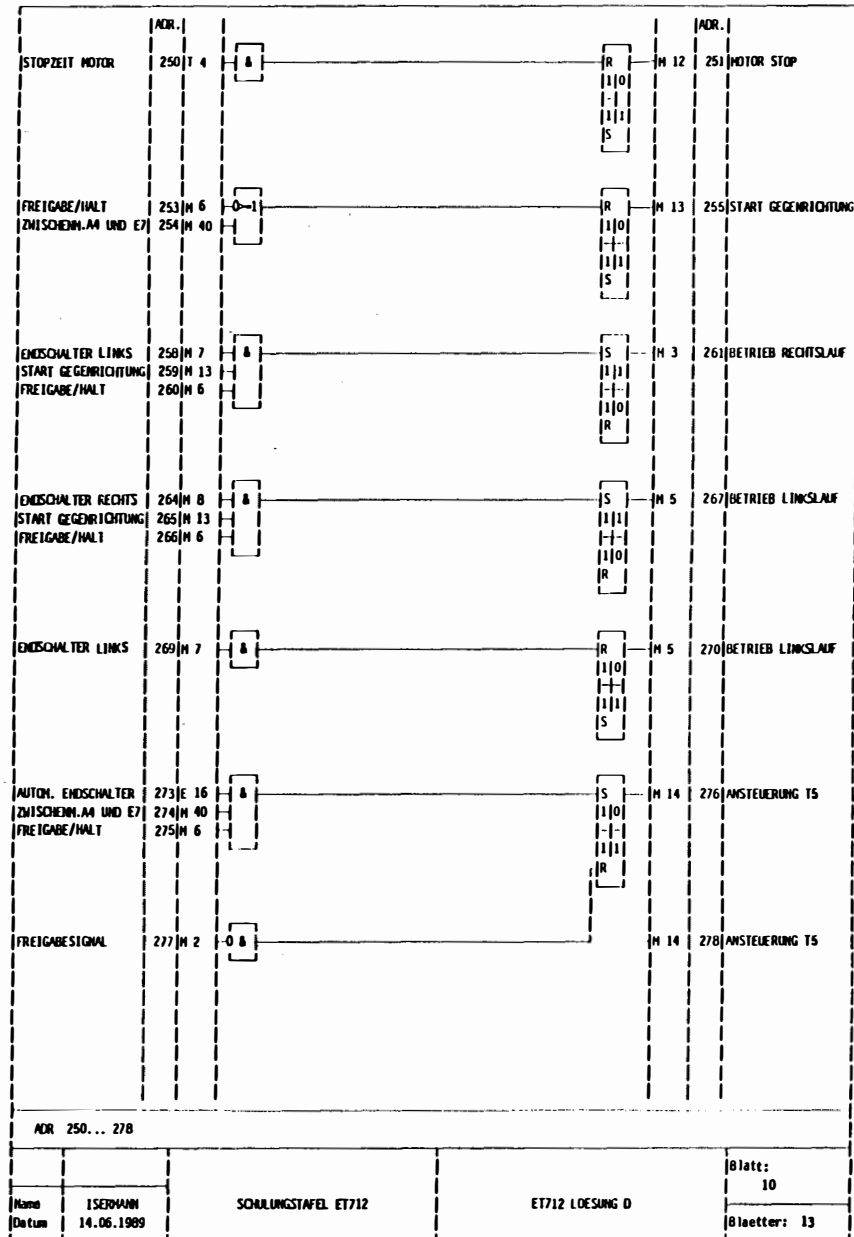 ADR. ADR.
STOPZEIT MOTOR 250 T 4 & R M 12 251 MOTOR STOP
1 0
1 1
S
FREIGABE/HALT 253 M 6 O>=1 R M 13 255 START GEGENRICHTUNG
ZWISCHENM.A4 UND E7 254 M 40 1 0
1 1
S
ENDSCHALTER LINKS 258 M 7 & S M 3 261 BETRIEB RECHTSLAUF
START GEGENRICHTUNG 259 M 13 1 1
FREIGABE/HALT 260 M 6
1 0
R
ENDSCHALTER RECHTS 264 M 8 & S M 5 267 BETRIEB LINKSLAUF
START GEGENRICHTUNG 265 M 13 1 1
FREIGABE/HALT 266 M 6
1 0
R
ENDSCHALTER LINKS 269 M 7 & R M 5 270 BETRIEB LINKSLAUF
1 0
1 1
S
AUTOM. ENDSCHALTER 273 E 16 & S M 14 276 ANSTEUERUNG T5
ZWISCHENM.A4 UND E7 274 M 40 1 0
FREIGABE/HALT 275 M 6
1 1
R
FREIGABESIGNAL 277 M 2 O & M 14 278 ANSTEUERUNG T5
ADR 250... 278
Blatt:
10
Name ISERMANN SCHULUNGSTAFEL ET712 ET712 LOESUNG D
Datum 14.06.1989 Blaetter: 13